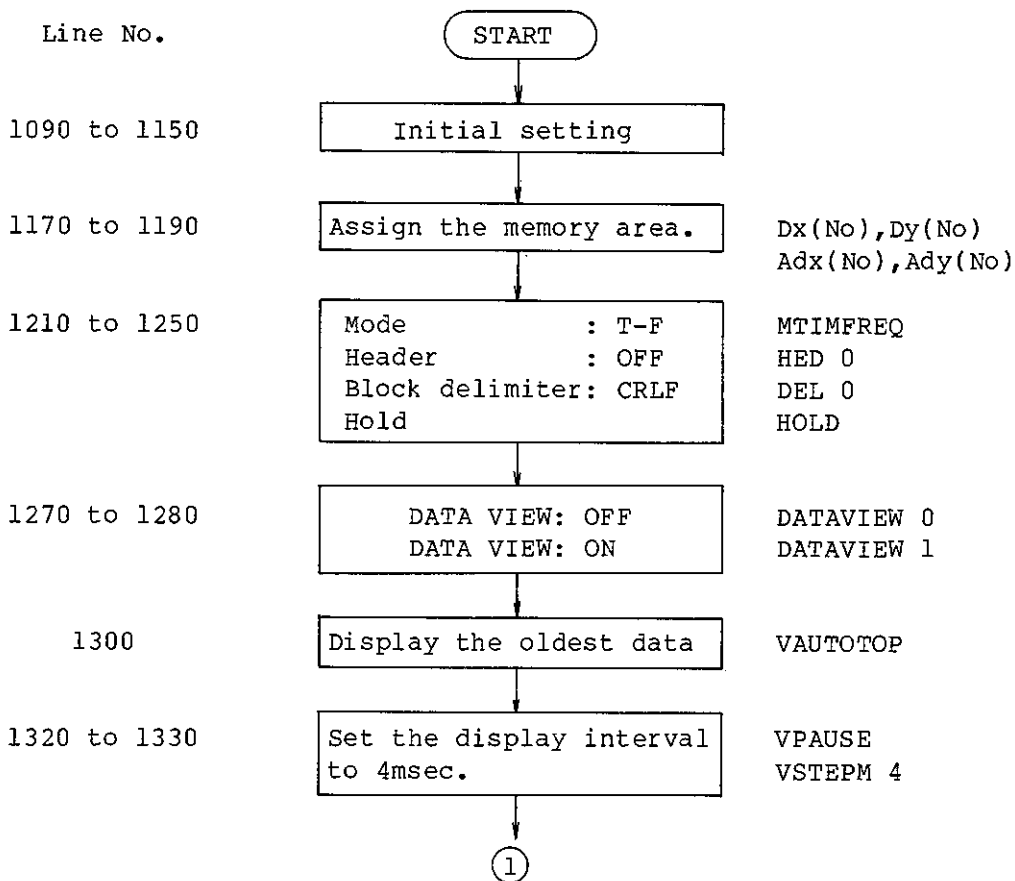 Line No. START
1090 to 1150 Initial setting
1170 to 1190 Assign the memory area. Dx(No),Dy(No)
Adx(No),Ady(No)
1210 to 1250 Mode : T-F MTIMFREQ
Header : OFF HED 0
Block delimiter: CRLF DEL 0
Hold HOLD
1270 to 1280 DATA VIEW: OFF DATAVIEW 0
DATA VIEW: ON DATAVIEW 1
1300 Display the oldest data VAUTOTOP
1320 to 1330 Set the display interval VPAUSE
to 4msec. VSTEPM 4
1